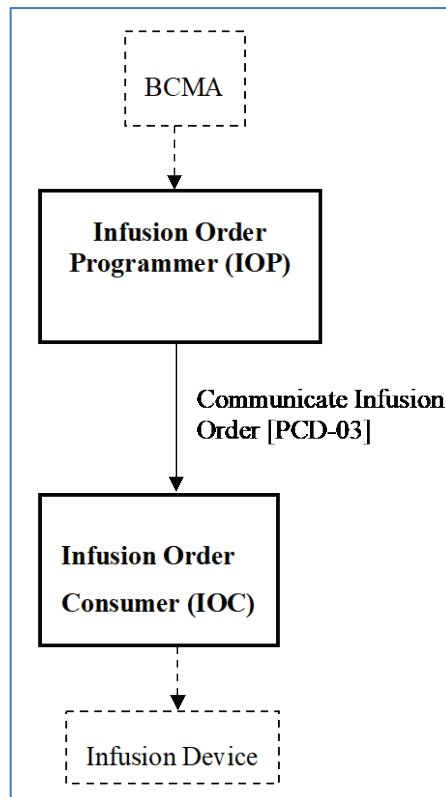 BCMA
Infusion Order
Programmer (IOP)
Communicate Infusion
Order [PCD-03]
Infusion Order
Consumer (IOC)
Infusion Device